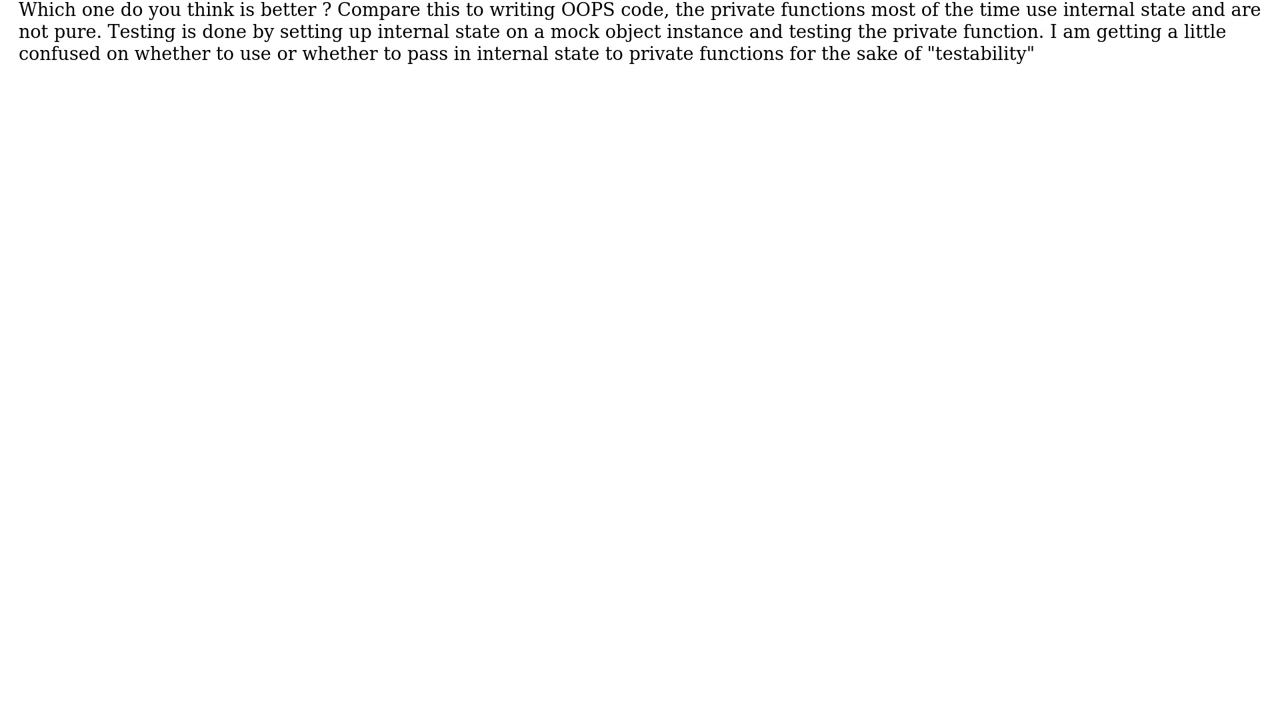 Which one do you think is better ? Compare this to writing OOPS code, the private functions most of the time use internal state and are
not pure. Testing is done by setting up internal state on a mock object instance and testing the private function. I am getting a little
confused on whether to use or whether to pass in internal state to private functions for the sake of "testability"